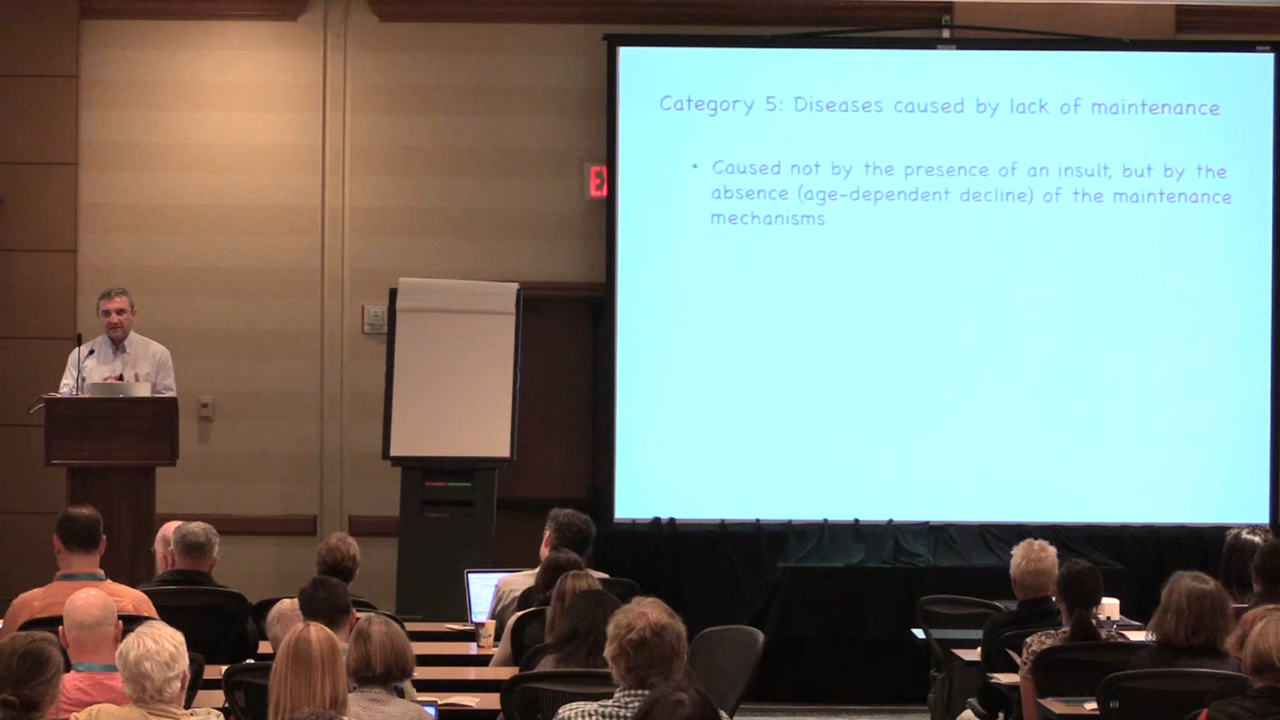 Category 5: Diseases caused by lack of maintenance
• Caused not by the presence of an insult, but by the
absence (age-dependent decline) of the maintenance
mechanisms